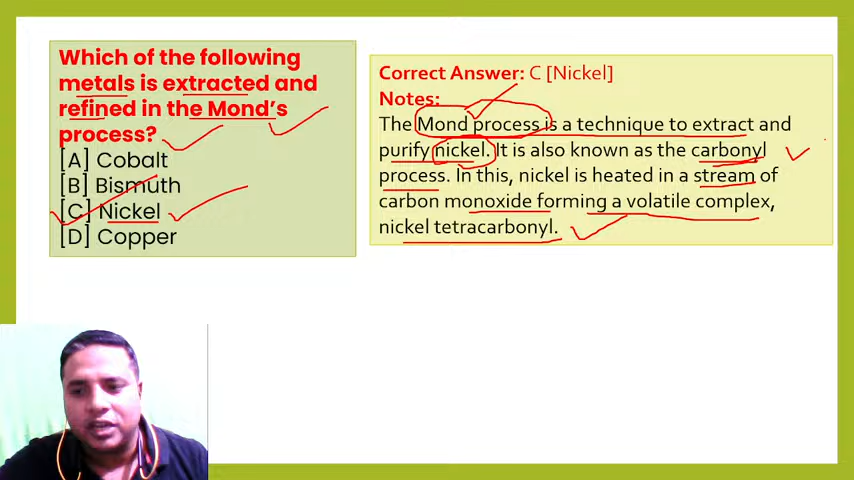 Which of the following
metals is extracted and
refined in the Mond's
process?
[A] Cobalt
[B] Bismuth
[C] Nickel
[D] Copper
Correct Answer: C [Nickel]
Notes:
The Mond process is a technique to extract and
purify nickel. It is also known as the carbonyl
process. In this, nickel is heated in a stream of
carbon monoxide forming a volatile complex,
nickel tetracarbonyl.